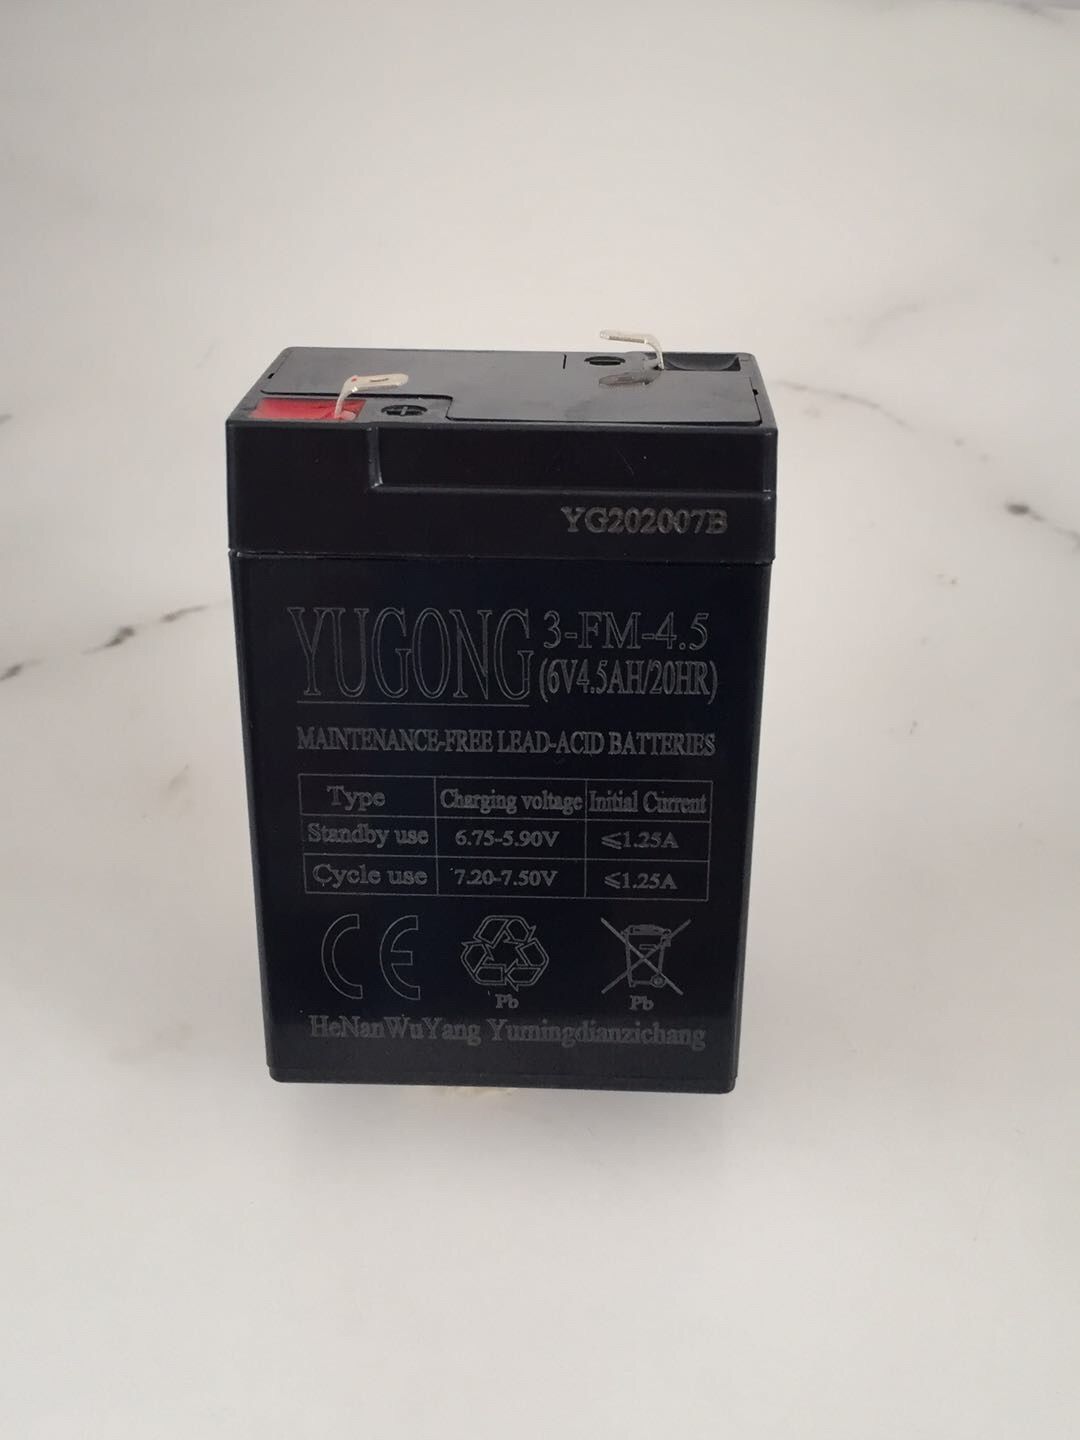 YG202007B
YUGONG 3-FM-4.5
(6V4.5AH/20HR)
MAINTENANCE-FREE LEAD-ACID BATTERIES
Type Charging voltage Initial Current
Standby use 6.75-5.90V ⩽1.25A
Cycle use 7.20-7.50V ⩽1.25A
CE
Pb Pb
HeNanWuYang Yumingdianzichang